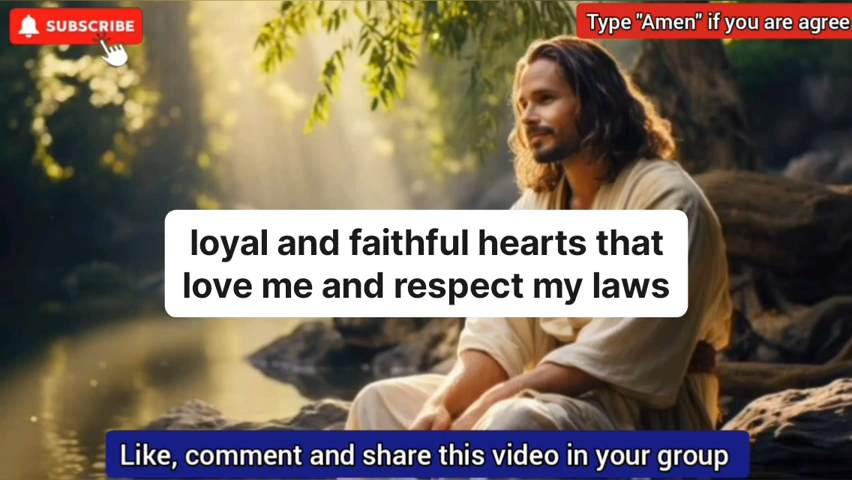 SUBSCRIBE
Type "Amen" if you are agree
loyal and faithful hearts that
love me and respect my laws
Like, comment and share this video in your group